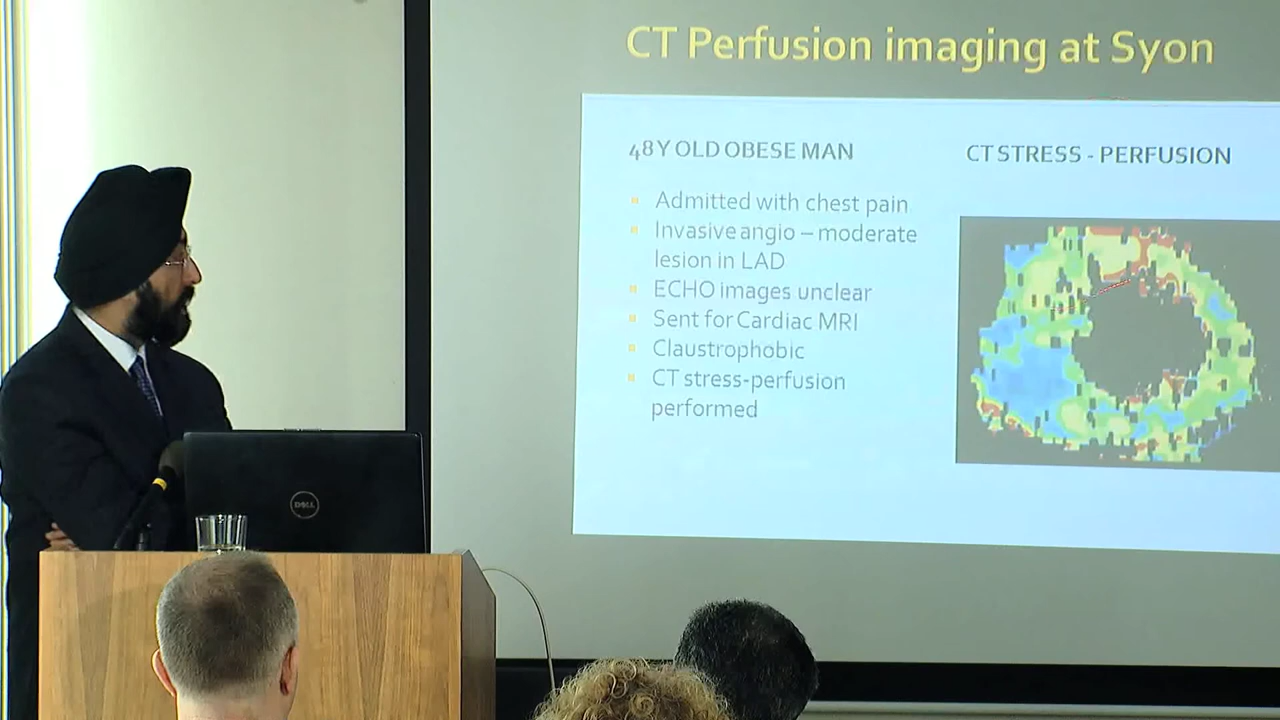 CT Perfusion imaging at Syon
48 Y OLD OBESE MAN
Admitted with chest pain
Invasive angio – moderate
lesion in LAD
ECHO images unclear
Sent for Cardiac MRI
Claustrophobic
CT stress-perfusion
performed
CT STRESS - PERFUSION
DELL